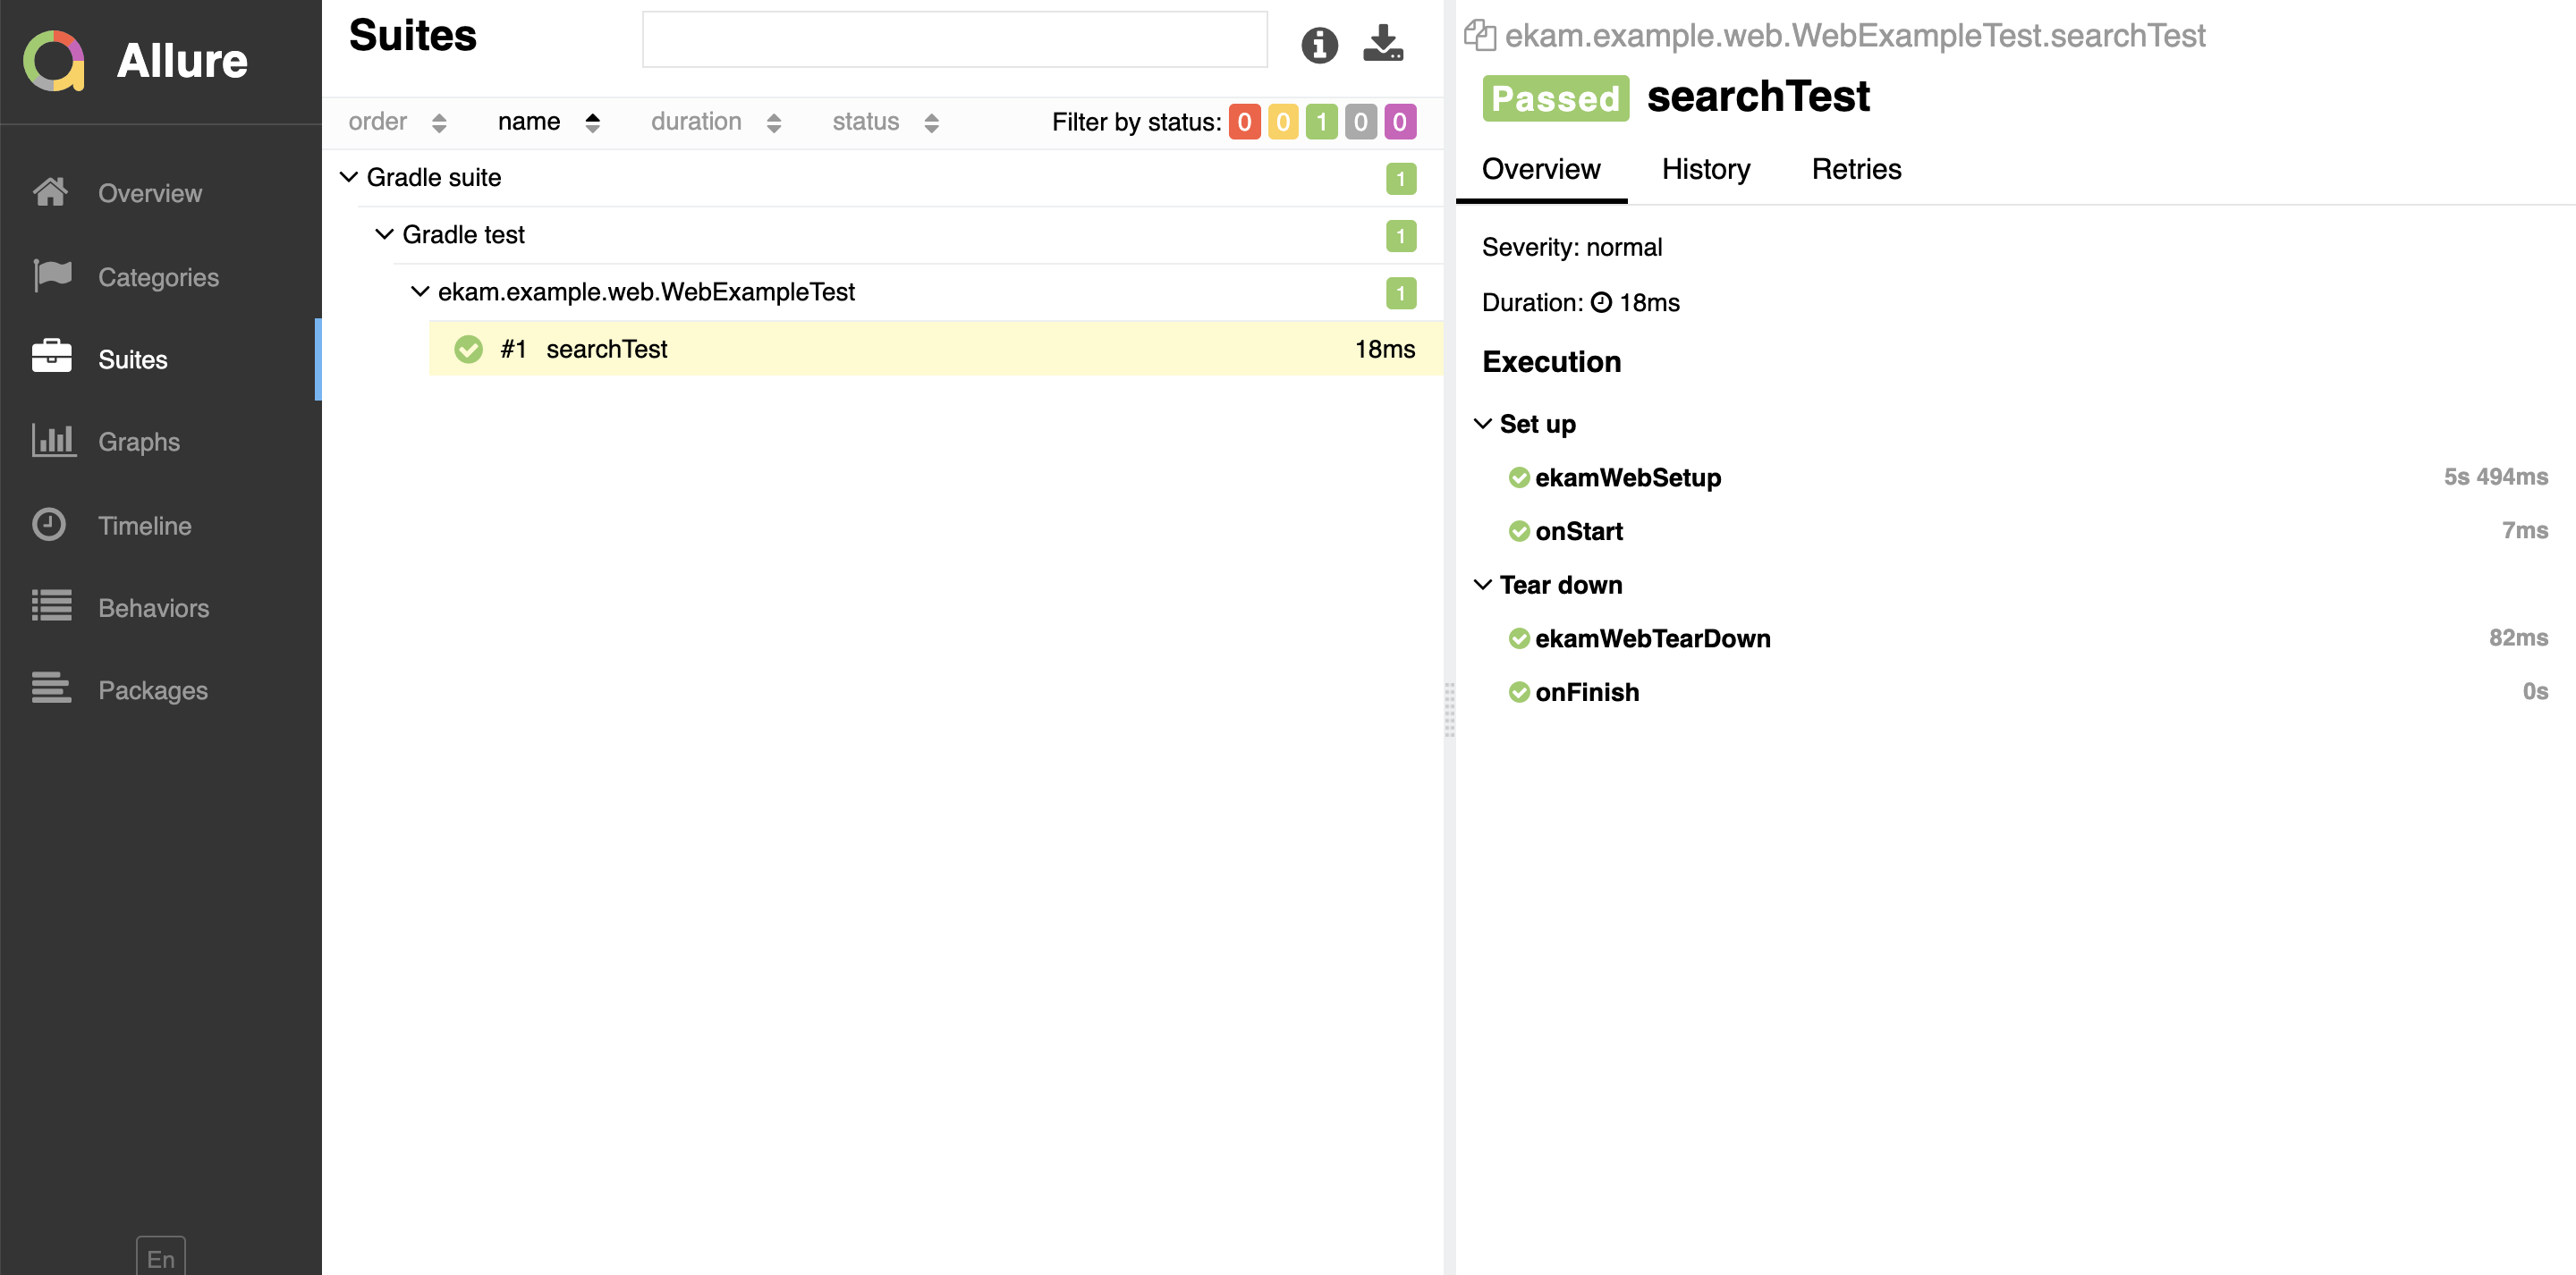 Allure
Overview
Categories
Suites
Graphs
Timeline
Behaviors
Packages
En
Suites
order name duration status Filter by status: 0 0 1 0 0
Gradle suite 1
Gradle test 1
ekam.example.web.WebExampleTest 1
#1 searchTest 18ms
ekam.example.web.WebExampleTest.searchTest
Passed searchTest
Overview History Retries
Severity: normal
Duration: 18ms
Execution
Set up
ekamWebSetup 5s 494ms
onStart 7ms
Tear down
ekamWebTearDown 82ms
onFinish 0s